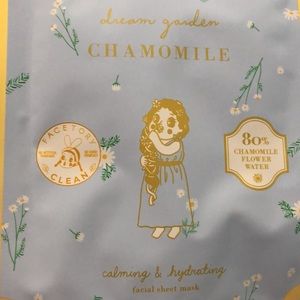 dream garden
CHAMOMILE
FACETORY
CLEAN
80%
CHAMOMILE
FLOWER
WATER
calming & hydrating
facial sheet mask